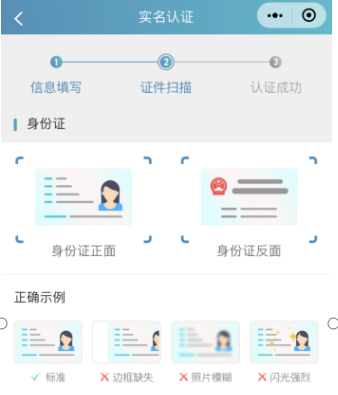 实名认证
1 2 3
信息填写 证件扫描 认证成功
身份证
身份证正面 身份证反面
正确示例
标准 边框缺失 照片模糊 闪光强烈